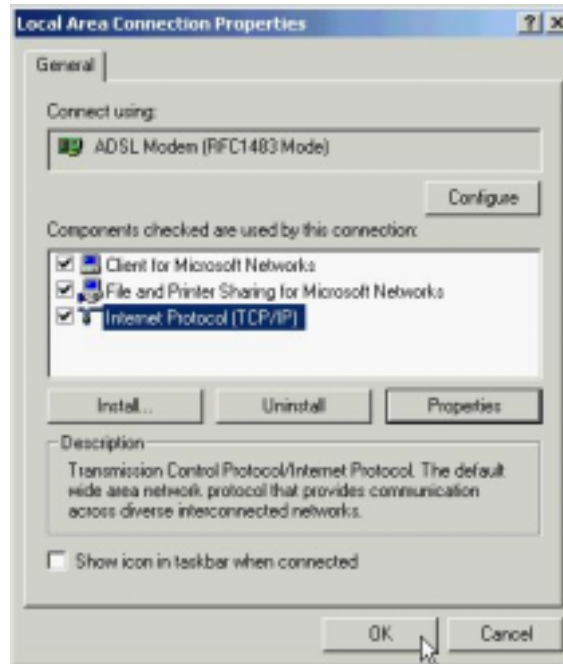 Local Area Connection Properties
General
Connect using:
ADSL Modem (RFC1483 Mode)
Configure
Components checked are used by this connection:
Client for Microsoft Networks
File and Printer Sharing for Microsoft Networks
Internet Protocol (TCP/IP)
Install... Uninstall Properties
Description
Transmission Control Protocol/Internet Protocol. The default
wide area network protocol that provides communication
across diverse interconnected networks.
Show icon in taskbar when connected
OK Cancel